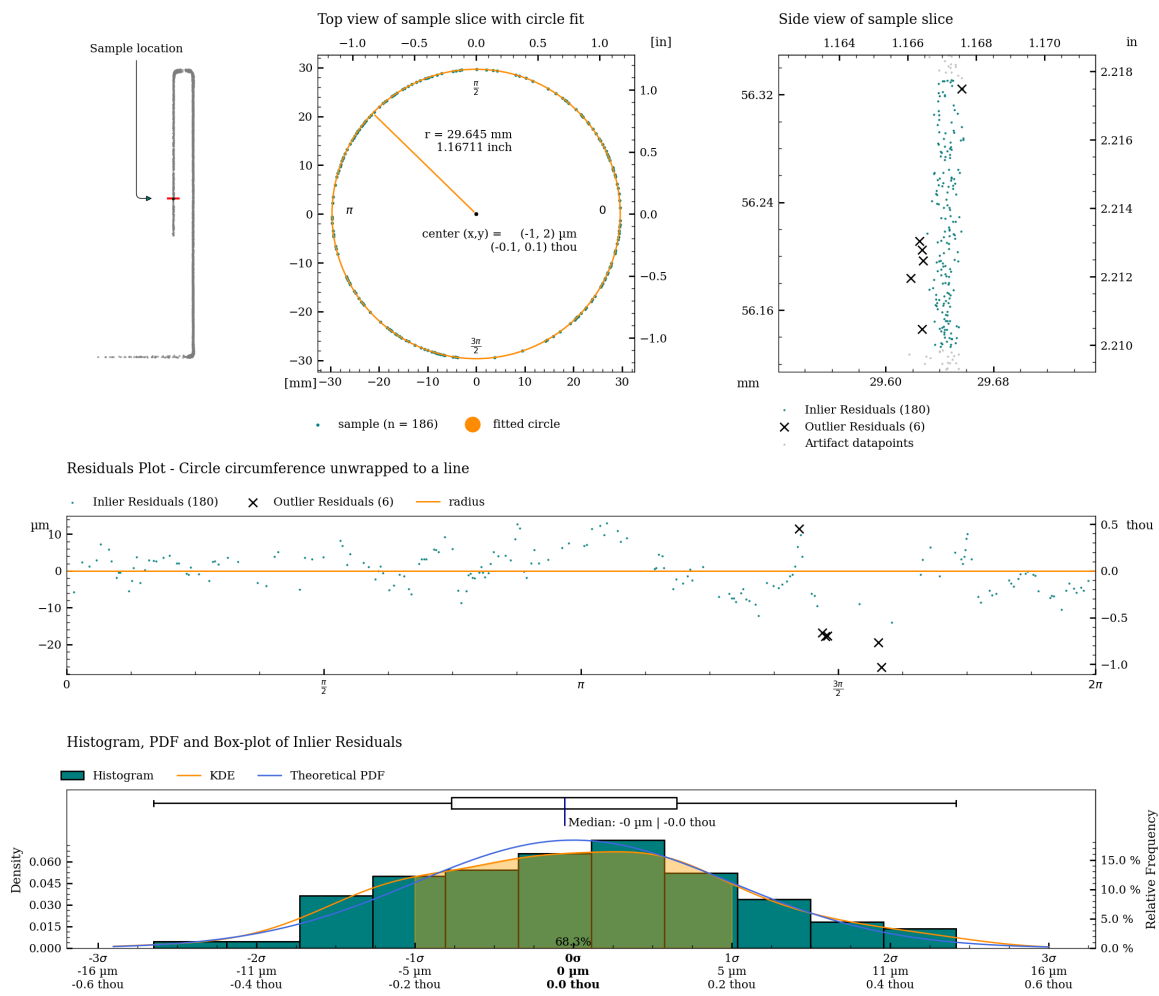 Top view of sample slice with circle fit
Side view of sample slice
Sample location
−1.0 −0.5 0.0 0.5 1.0 [in]
1.164 1.166 1.168 1.170 in
30
20
10
0
−10
−20
−30
1.0
0.5
0.0
−0.5
−1.0
π/2
π
0
3π/2
r = 29.645 mm
1.16711 inch
center (x,y) = (-1, 2) µm
(-0.1, 0.1) thou
[mm] −30 −20 −10 0 10 20 30
56.32
56.24
56.16
2.218
2.216
2.214
2.212
2.210
mm 29.60 29.68
sample (n = 186) fitted circle
Inlier Residuals (180)
Outlier Residuals (6)
Artifact datapoints
Residuals Plot - Circle circumference unwrapped to a line
Inlier Residuals (180) Outlier Residuals (6) radius
µm
10
0
−10
−20
0.5 thou
0.0
−0.5
−1.0
0 π/2 π 3π/2 2π
Histogram, PDF and Box-plot of Inlier Residuals
Histogram KDE Theoretical PDF
Median: -0 µm | -0.0 thou
Density
0.060
0.045
0.030
0.015
0.000
68.3%
15.0 %
10.0 %
5.0 %
0.0 %
Relative Frequency
-3σ -2σ -1σ 0σ 1σ 2σ 3σ
-16 µm -11 µm -5 µm 0 µm 5 µm 11 µm 16 µm
-0.6 thou -0.4 thou -0.2 thou 0.0 thou 0.2 thou 0.4 thou 0.6 thou